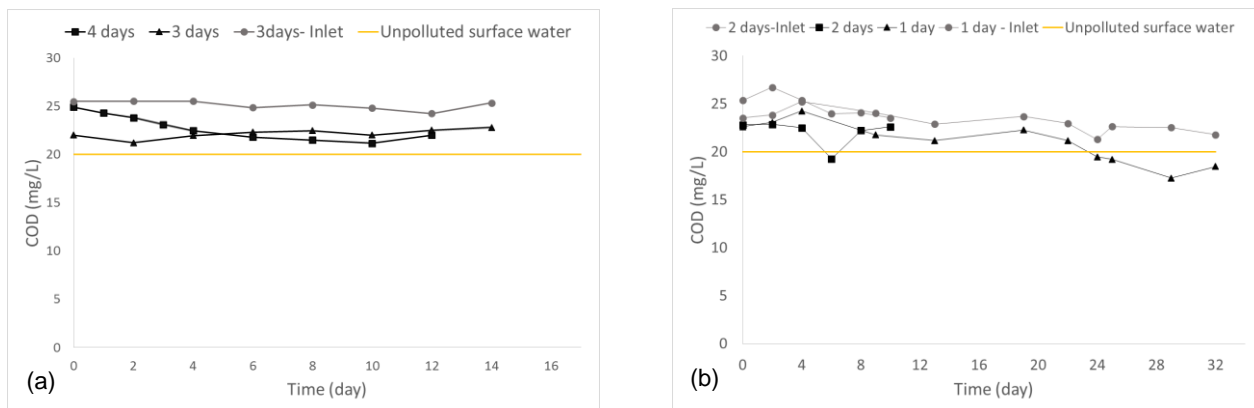 4 days 3 days 3days- Inlet Unpolluted surface water
30
25
20
15
10
5
0
COD (mg/L)
0 2 4 6 8 10 12 14 16
Time (day)
(a)
2 days-Inlet 2 days 1 day 1 day - Inlet Unpolluted surface water
30
25
20
15
10
5
0
COD (mg/L)
0 4 8 12 16 20 24 28 32
Time (day)
(b)